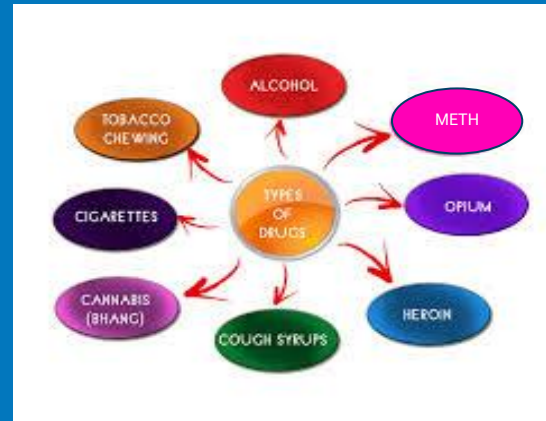 ALCOHOL
METH
TOBACCO
CHEWING
TYPES
OF
DRUGS
OPIUM
CIGARETTES
CANNABIS
(BHANG)
HEROIN
COUGH SYRUPS